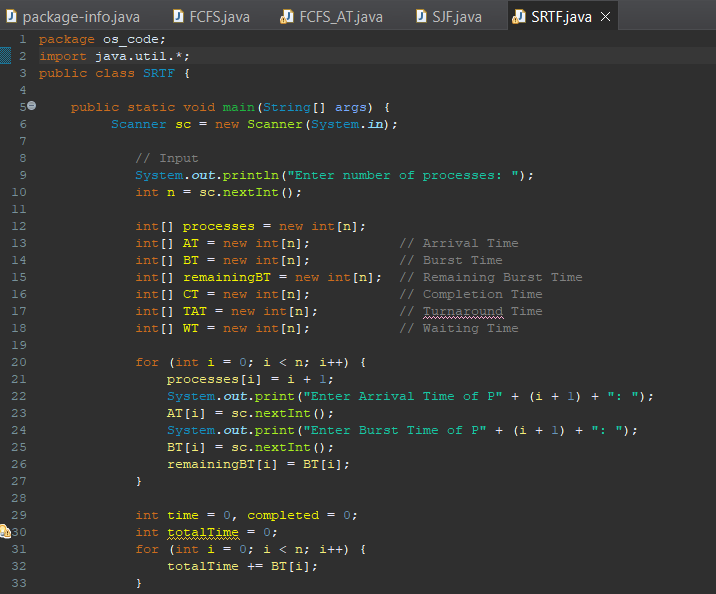 package-info.java FCFS.java FCFS_AT.java SJF.java SRTF.java
1 package os_code;
2 import java.util.*;
3 public class SRTF {
4
5 public static void main(String[] args) {
6 Scanner sc = new Scanner(System.in);
7
8 // Input
9 System.out.println("Enter number of processes: ");
10 int n = sc.nextInt();
11
12 int[] processes = new int[n];
13 int[] AT = new int[n]; // Arrival Time
14 int[] BT = new int[n]; // Burst Time
15 int[] remainingBT = new int[n]; // Remaining Burst Time
16 int[] CT = new int[n]; // Completion Time
17 int[] TAT = new int[n]; // Turnaround Time
18 int[] WT = new int[n]; // Waiting Time
19
20 for (int i = 0; i < n; i++) {
21 processes[i] = i + 1;
22 System.out.print("Enter Arrival Time of P" + (i + 1) + ": ");
23 AT[i] = sc.nextInt();
24 System.out.print("Enter Burst Time of P" + (i + 1) + ": ");
25 BT[i] = sc.nextInt();
26 remainingBT[i] = BT[i];
27 }
28
29 int time = 0, completed = 0;
30 int totalTime = 0;
31 for (int i = 0; i < n; i++) {
32 totalTime += BT[i];
33 }